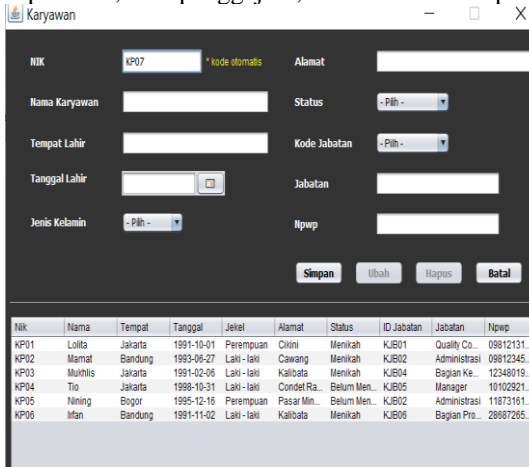 Karyawan
NIK KP07 * kode otomatis Alamat
Nama Karyawan Status - Pilih -
Tempat Lahir Kode Jabatan - Pilih -
Tanggal Lahir Jabatan
Jenis Kelamin - Pilih - Npwp
Simpan Ubah Hapus Batal
Nik Nama Tempat Tanggal Jekel Alamat Status ID Jabatan Jabatan Npwp
KP01 Lolita Jakarta 1991-10-01 Perempuan Cikini Menikah KJB01 Quality Co... 09812131...
KP02 Mamat Bandung 1993-06-27 Laki - laki Cawang Menikah KJB02 Administrasi 09812345...
KP03 Mukhlis Jakarta 1991-02-06 Laki - laki Kalibata Menikah KJB04 Bagian Ke... 12348019...
KP04 Tio Jakarta 1998-10-31 Laki - laki Condet Ra... Belum Men... KJB05 Manager 10102921...
KP05 Nining Bogor 1995-12-16 Perempuan Pasar Min... Belum Men... KJB02 Administrasi 11873161...
KP06 Irfan Bandung 1991-11-02 Laki - laki Kalibata Menikah KJB06 Bagian Pro... 28687265...